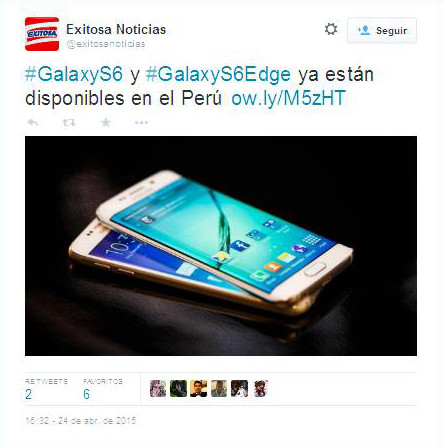 EXITOSA
Exitosa Noticias
@exitosanoticias
Seguir
#GalaxyS6 y #GalaxyS6Edge ya están
disponibles en el Perú ow.ly/M5zHT
RETWEETS FAVORITOS
2 6
16:32 - 24 de abr. de 2015